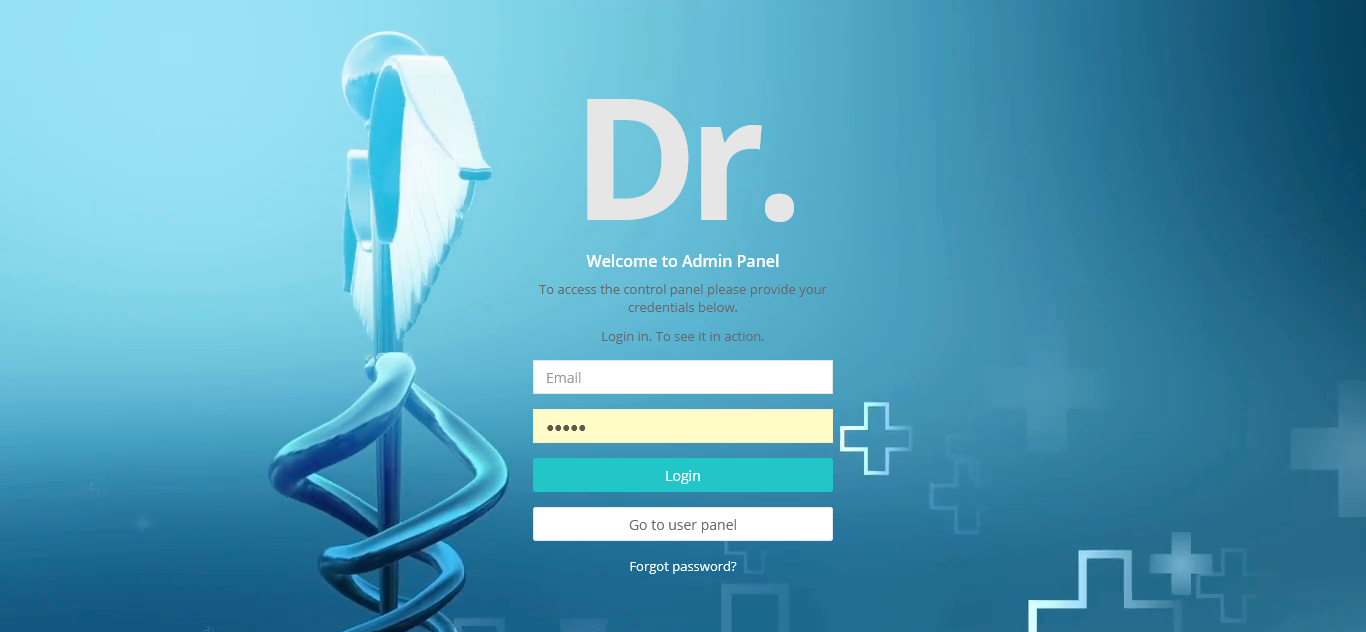 Dr.
Welcome to Admin Panel
To access the control panel please provide your
credentials below.
Login in. To see it in action.
Email
•••••
Login
Go to user panel
Forgot password?